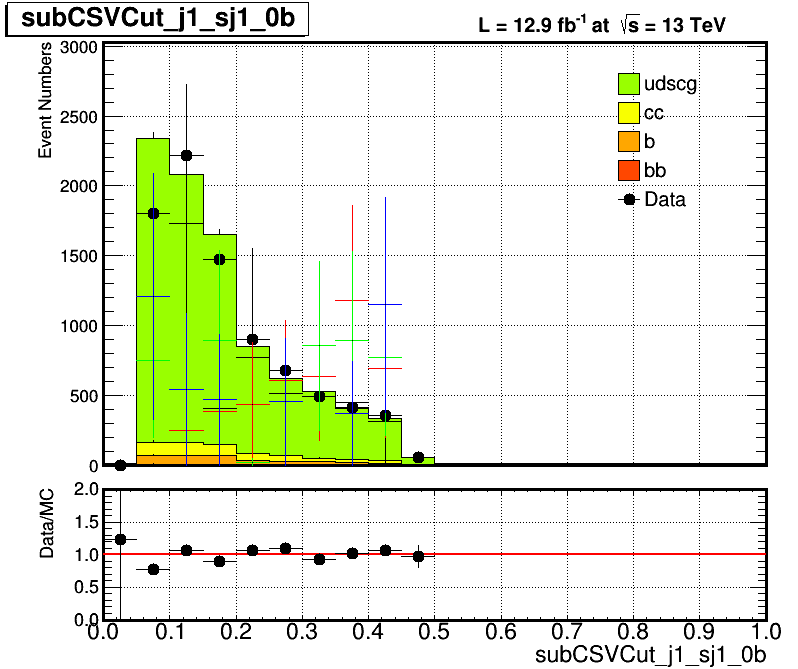 subCSVCut_j1_sj1_0b
L = 12.9 fb-1 at √s = 13 TeV
Event Numbers
3000
2500
2000
1500
1000
500
0
udscg
cc
b
bb
Data
Data/MC
2.0
1.5
1.0
0.5
0.0
0.0 0.1 0.2 0.3 0.4 0.5 0.6 0.7 0.8 0.9 1.0
subCSVCut_j1_sj1_0b